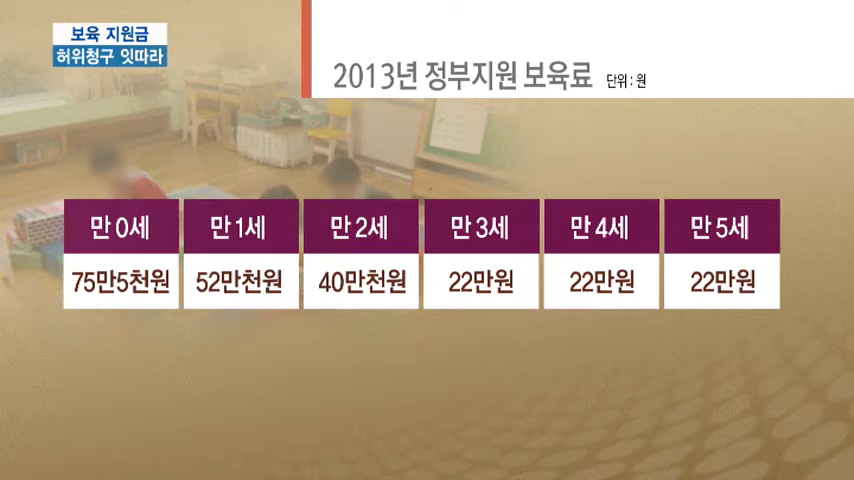 보육 지원금
허위청구 잇따라
2013년 정부지원 보육료 단위 : 원
만 0세 만 1세 만 2세 만 3세 만 4세 만 5세
75만5천원 52만천원 40만천원 22만원 22만원 22만원